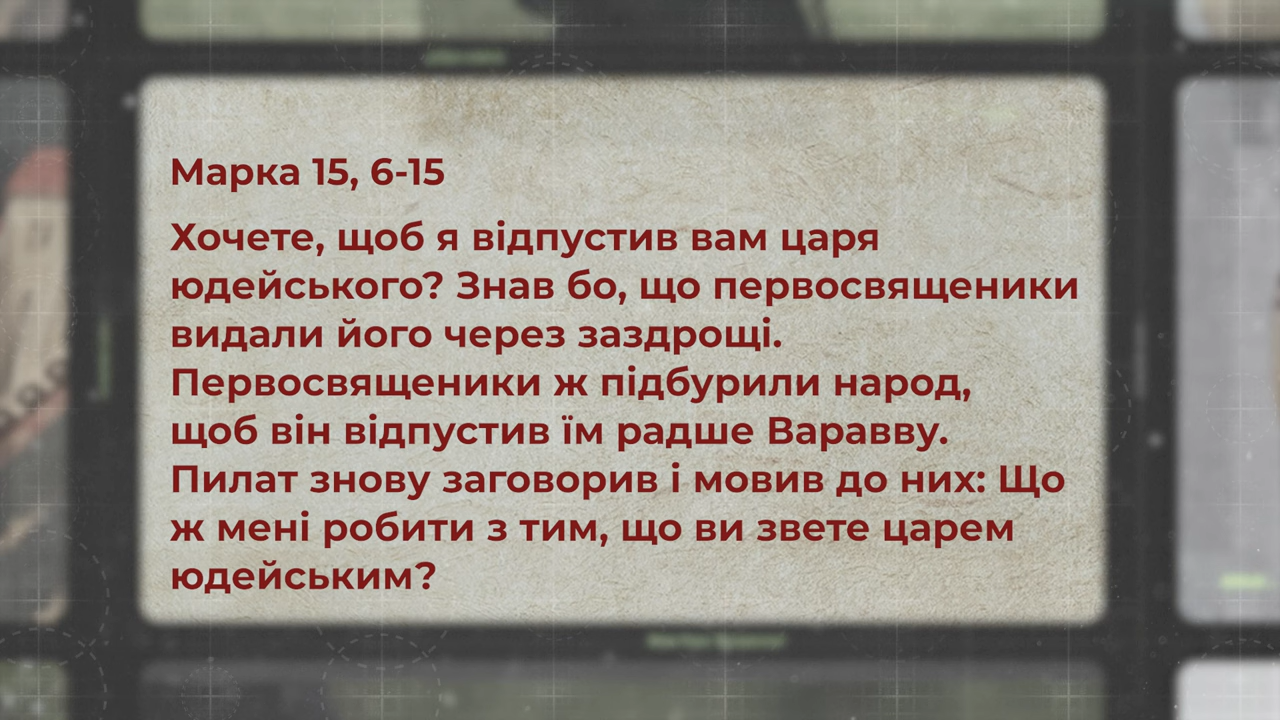 Марка 15, 6-15
Хочете, щоб я відпустив вам царя
юдейського? Знав бо, що первосвященики
видали його через заздрощі.
Первосвященики ж підбурили народ,
щоб він відпустив їм радше Варавву.
Пилат знову заговорив і мовив до них: Що
ж мені робити з тим, що ви звете царем
юдейським?